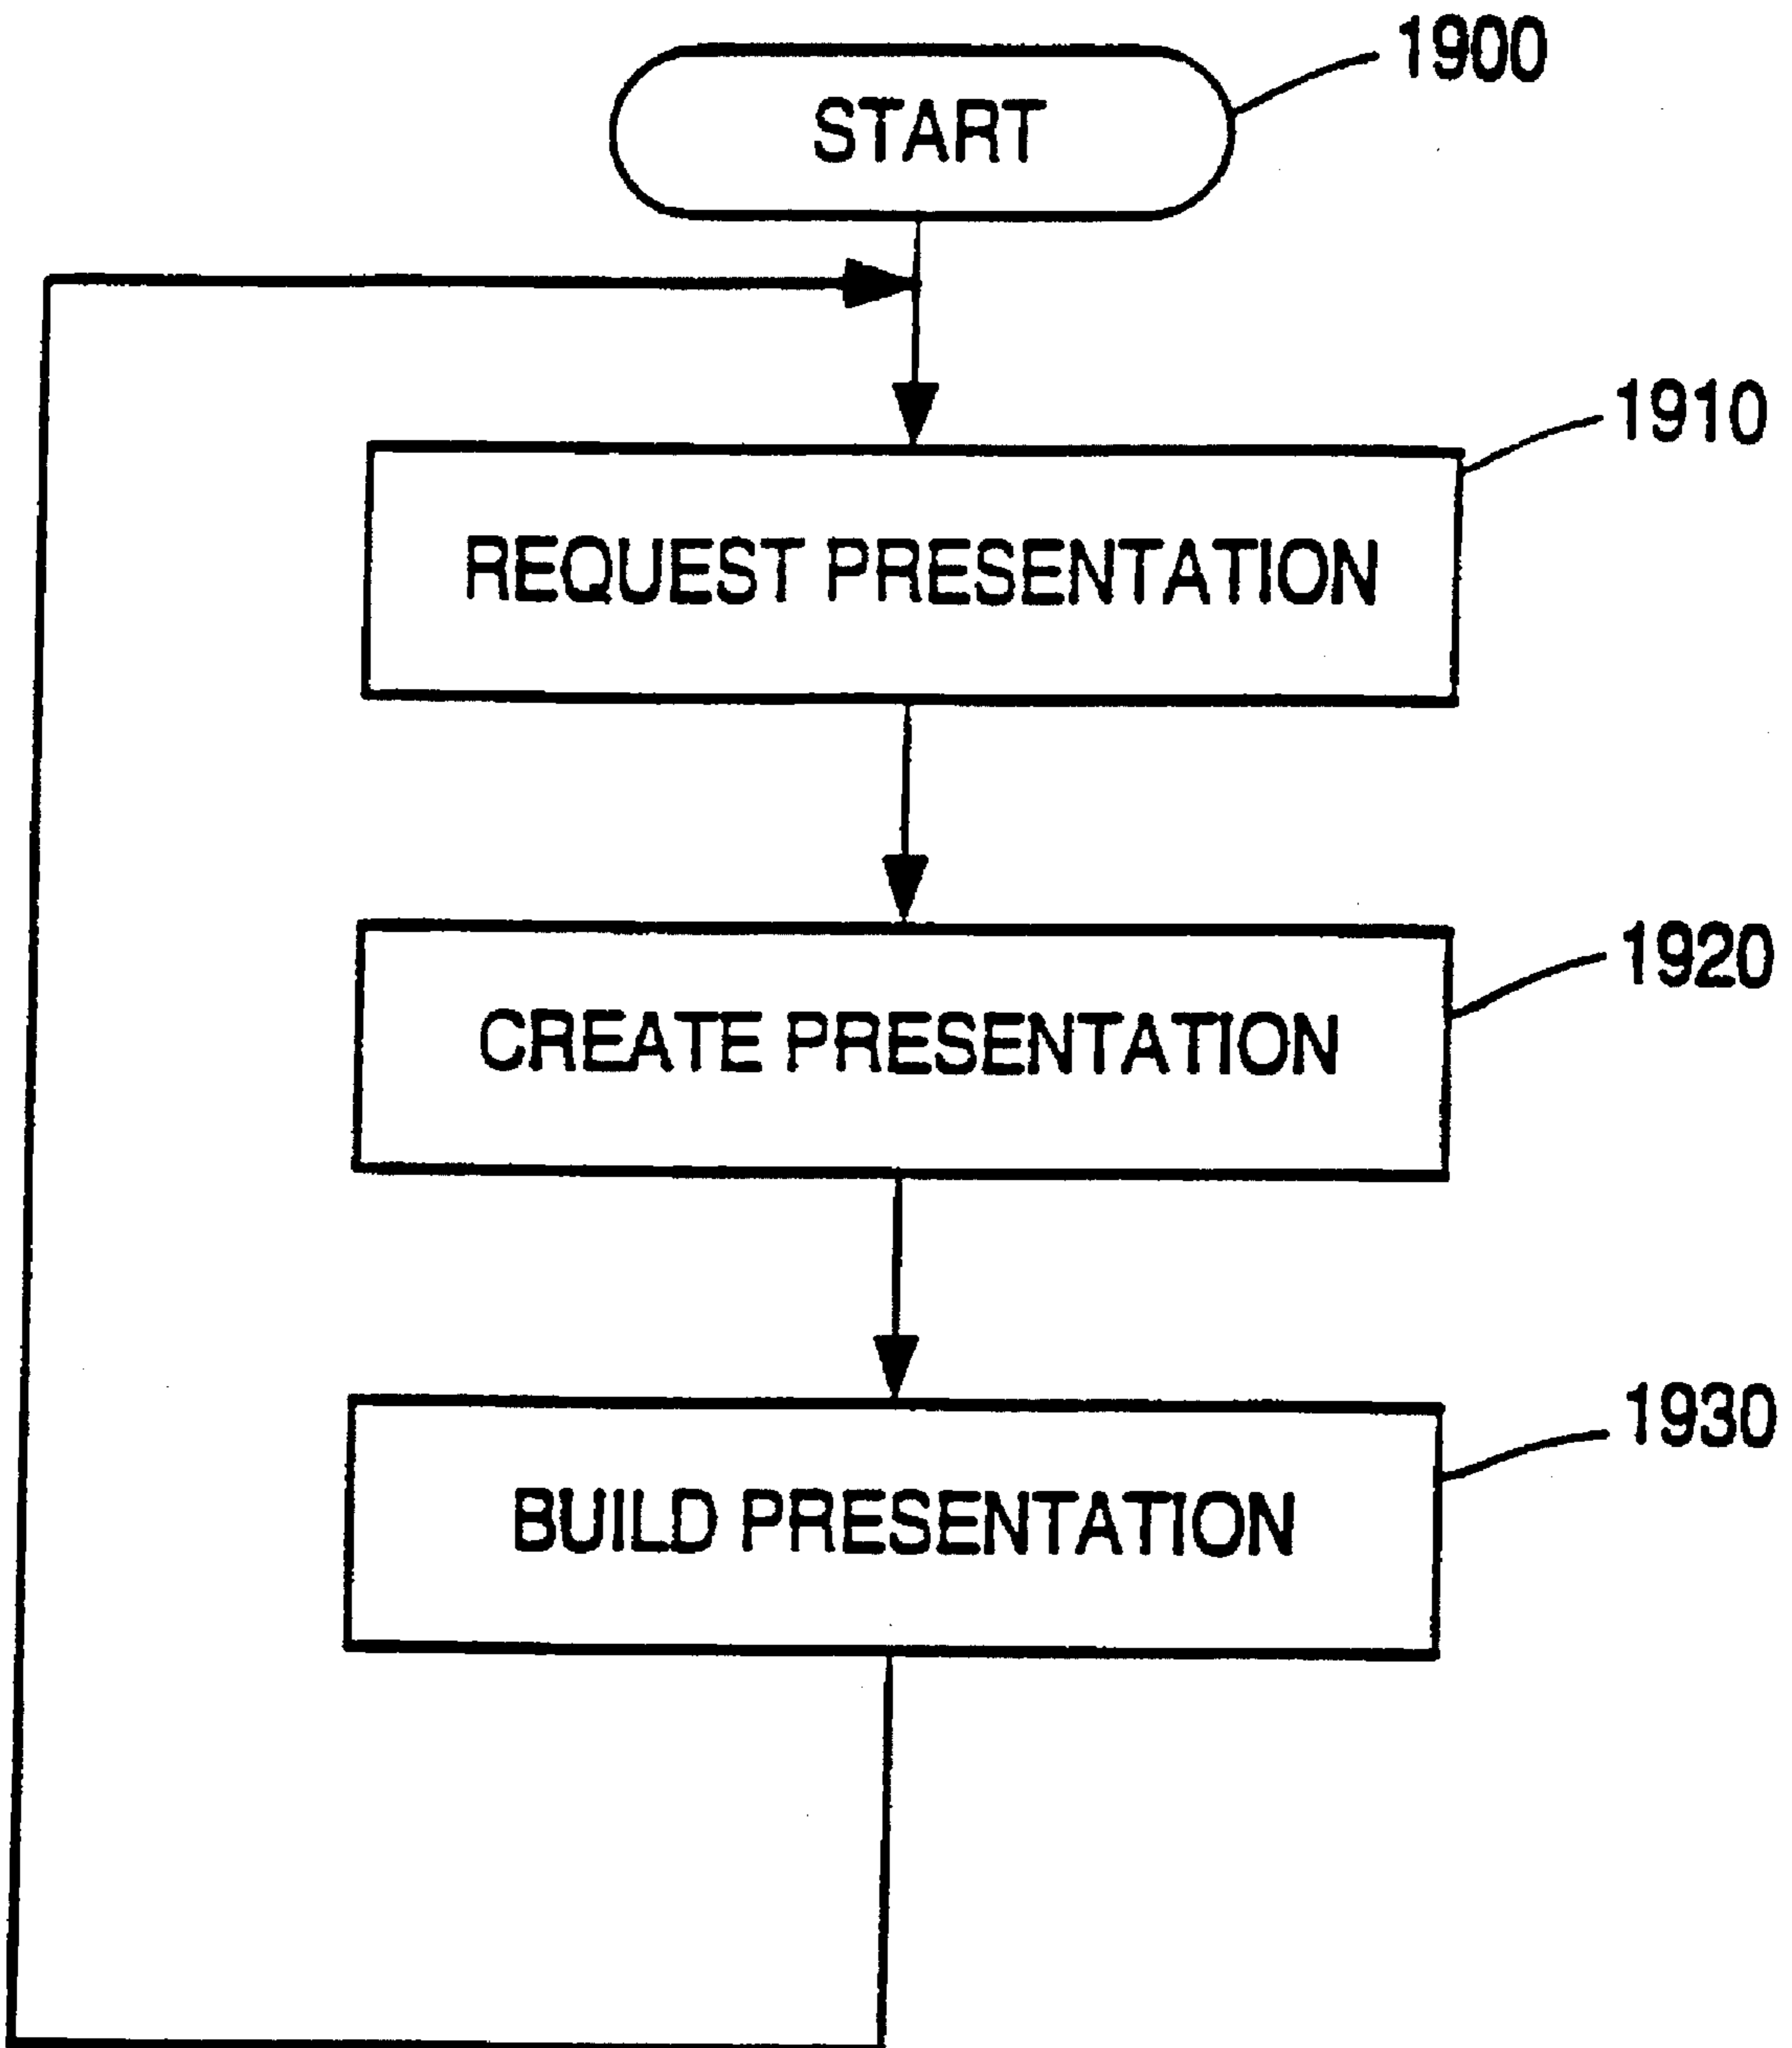 1900
START
1910
REQUEST PRESENTATION
1920
CREATE PRESENTATION
1930
BUILD PRESENTATION